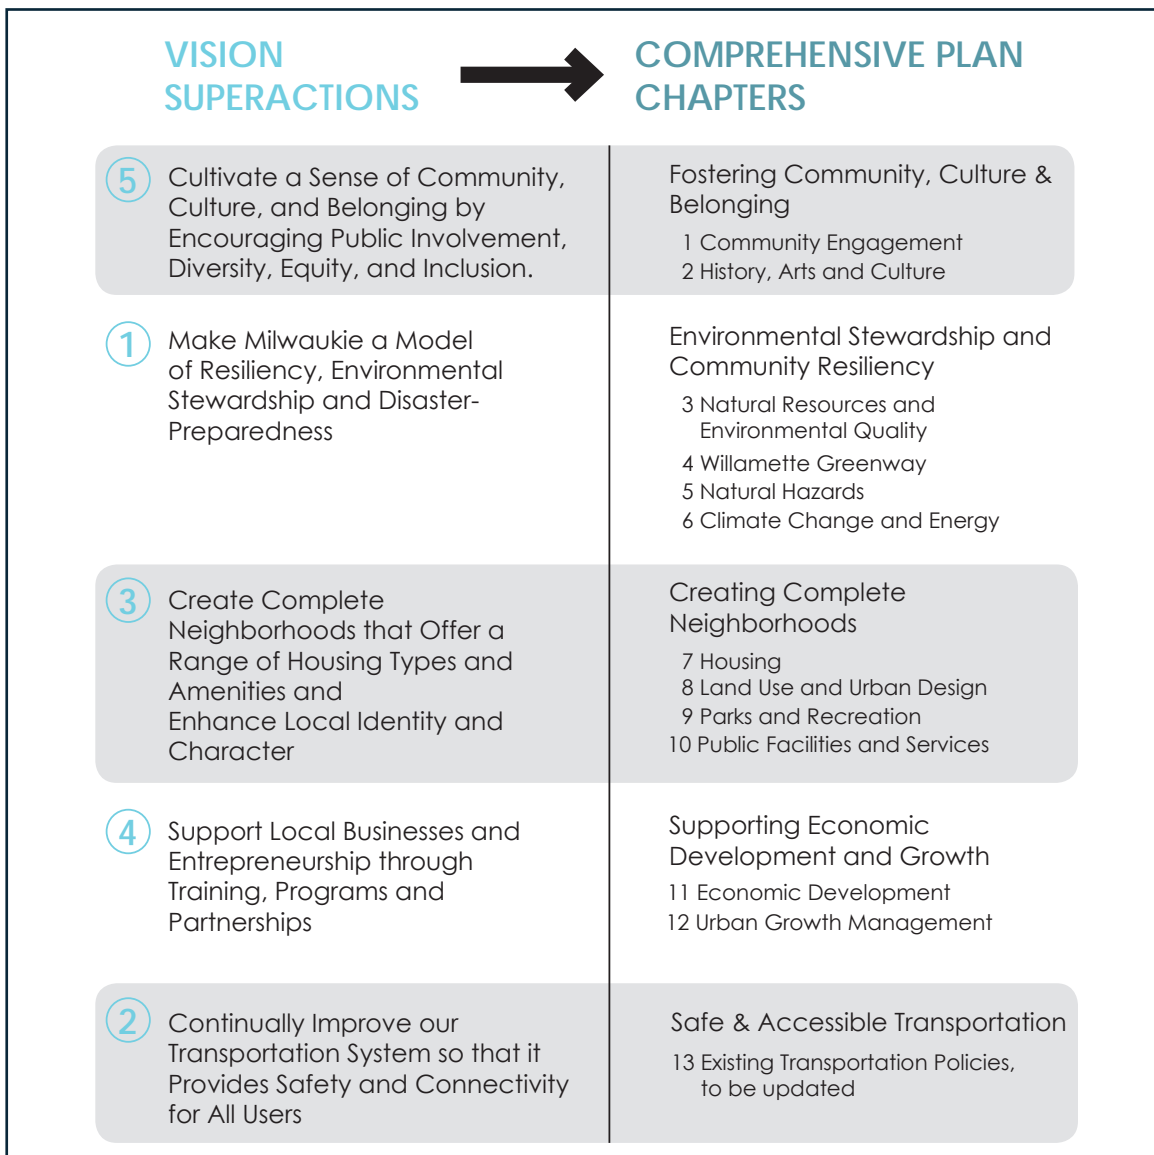 VISION
SUPERACTIONS
COMPREHENSIVE PLAN
CHAPTERS
5
Cultivate a Sense of Community,
Culture, and Belonging by
Encouraging Public Involvement,
Diversity, Equity, and Inclusion.
Fostering Community, Culture &
Belonging
1 Community Engagement
2 History, Arts and Culture
1
Make Milwaukie a Model
of Resiliency, Environmental
Stewardship and Disaster-
Preparedness
Environmental Stewardship and
Community Resiliency
3 Natural Resources and
Environmental Quality
4 Willamette Greenway
5 Natural Hazards
6 Climate Change and Energy
3
Create Complete
Neighborhoods that Offer a
Range of Housing Types and
Amenities and
Enhance Local Identity and
Character
Creating Complete
Neighborhoods
7 Housing
8 Land Use and Urban Design
9 Parks and Recreation
10 Public Facilities and Services
4
Support Local Businesses and
Entrepreneurship through
Training, Programs and
Partnerships
Supporting Economic
Development and Growth
11 Economic Development
12 Urban Growth Management
2
Continually Improve our
Transportation System so that it
Provides Safety and Connectivity
for All Users
Safe & Accessible Transportation
13 Existing Transportation Policies,
to be updated